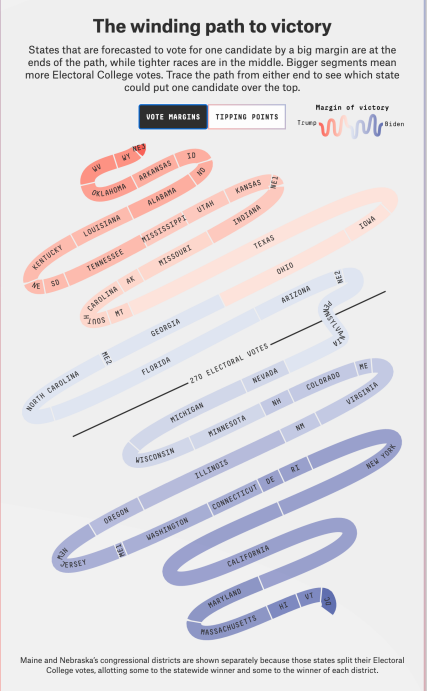 The winding path to victory
States that are forecasted to vote for one candidate by a big margin are at the
ends of the path, while tighter races are in the middle. Bigger segments mean
more Electoral College votes. Trace the path from either end to see which state
could put one candidate over the top.
VOTE MARGINS
TIPPING POINTS
Margin of victory
Trump
Biden
NE3
WY
WV
OKLAHOMA
ARKANSAS
ID
ND
ALABAMA
LOUISIANA
KENTUCKY
NE
SD
TENNESSEE
MISSISSIPPI
UTAH
KANSAS
NE1
INDIANA
MISSOURI
AK
SOUTH CAROLINA
MT
TEXAS
IOWA
OHIO
GEORGIA
ME2
NORTH CAROLINA
FLORIDA
ARIZONA
NE2
PENNSYLVANIA
270 ELECTORAL VOTES
NEVADA
MICHIGAN
WISCONSIN
MINNESOTA
NH
COLORADO
ME
VIRGINIA
NM
ILLINOIS
OREGON
NEW JERSEY
ME1
WASHINGTON
CONNECTICUT
DE
RI
NEW YORK
CALIFORNIA
MARYLAND
MASSACHUSETTS
HI
VT
DC
Maine and Nebraska's congressional districts are shown separately because those states split their Electoral
College votes, allotting some to the statewide winner and some to the winner of each district.